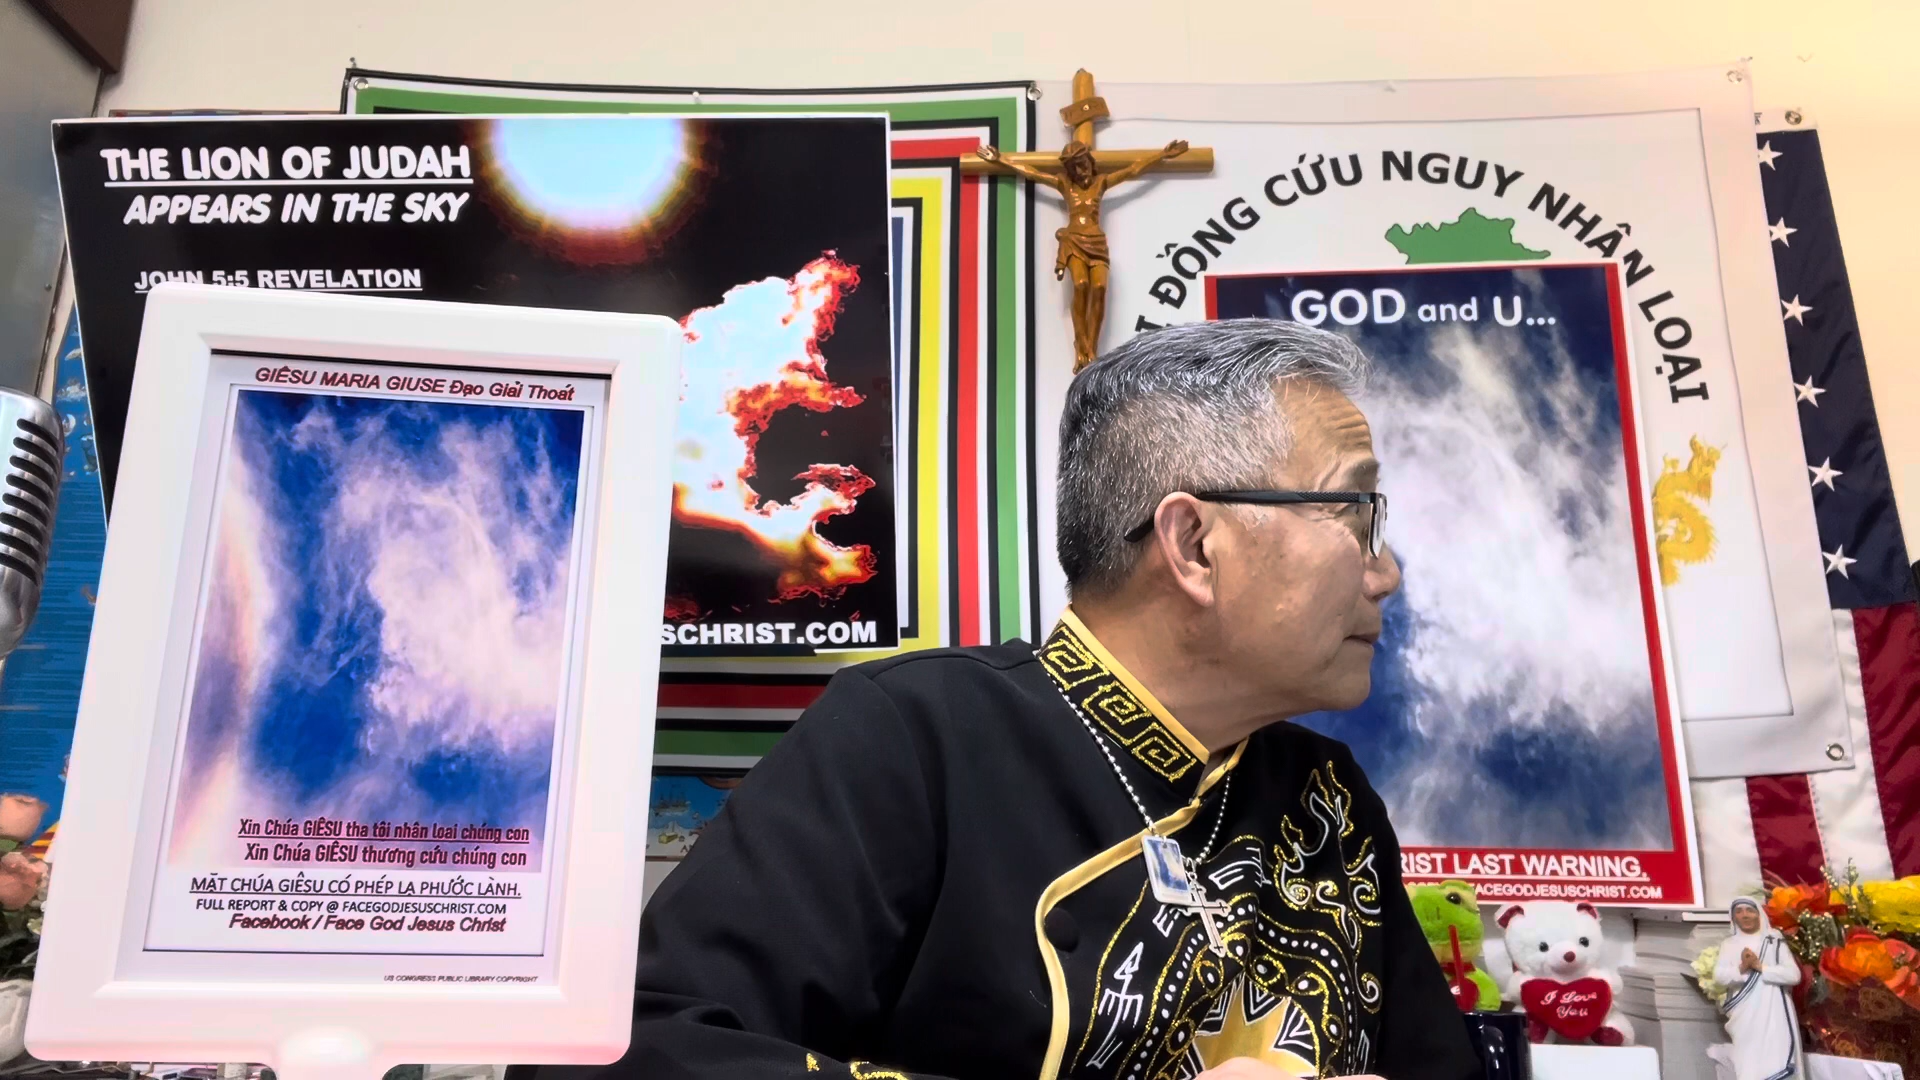 THE LION OF JUDAH
APPEARS IN THE SKY
JOHN 5:5 REVELATION
SCHRIST.COM
ĐỒNG CỨU NGUY NHÂN LOẠI
GOD and U...
RIST LAST WARNING.
FACEGODJESUSCHRIST.COM
GIÊSU MARIA GIUSE Đạo Giải Thoát
Xin Chúa GIÊSU tha tôi nhân loai chúng con
Xin Chúa GIÊSU thương cứu chúng con
MẶT CHÚA GIÊSU CÓ PHÉP LẠ PHƯỚC LÀNH.
FULL REPORT & COPY @ FACEGODJESUSCHRIST.COM
Facebook / Face God Jesus Christ
US CONGRESS PUBLIC LIBRARY COPYRIGHT
I Love
You